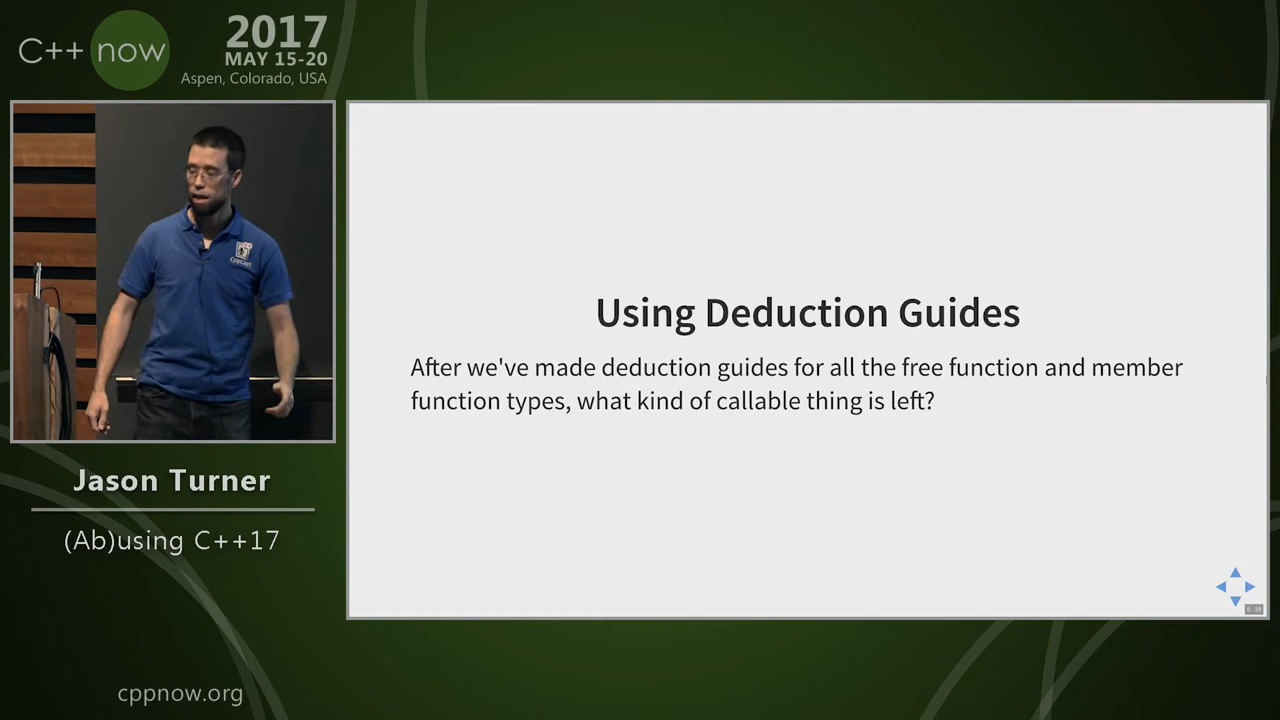 C++ now
2017
MAY 15-20
Aspen, Colorado, USA
CppCast
Using Deduction Guides
After we've made deduction guides for all the free function and member
function types, what kind of callable thing is left?
Jason Turner
(Ab)using C++17
cppnow.org